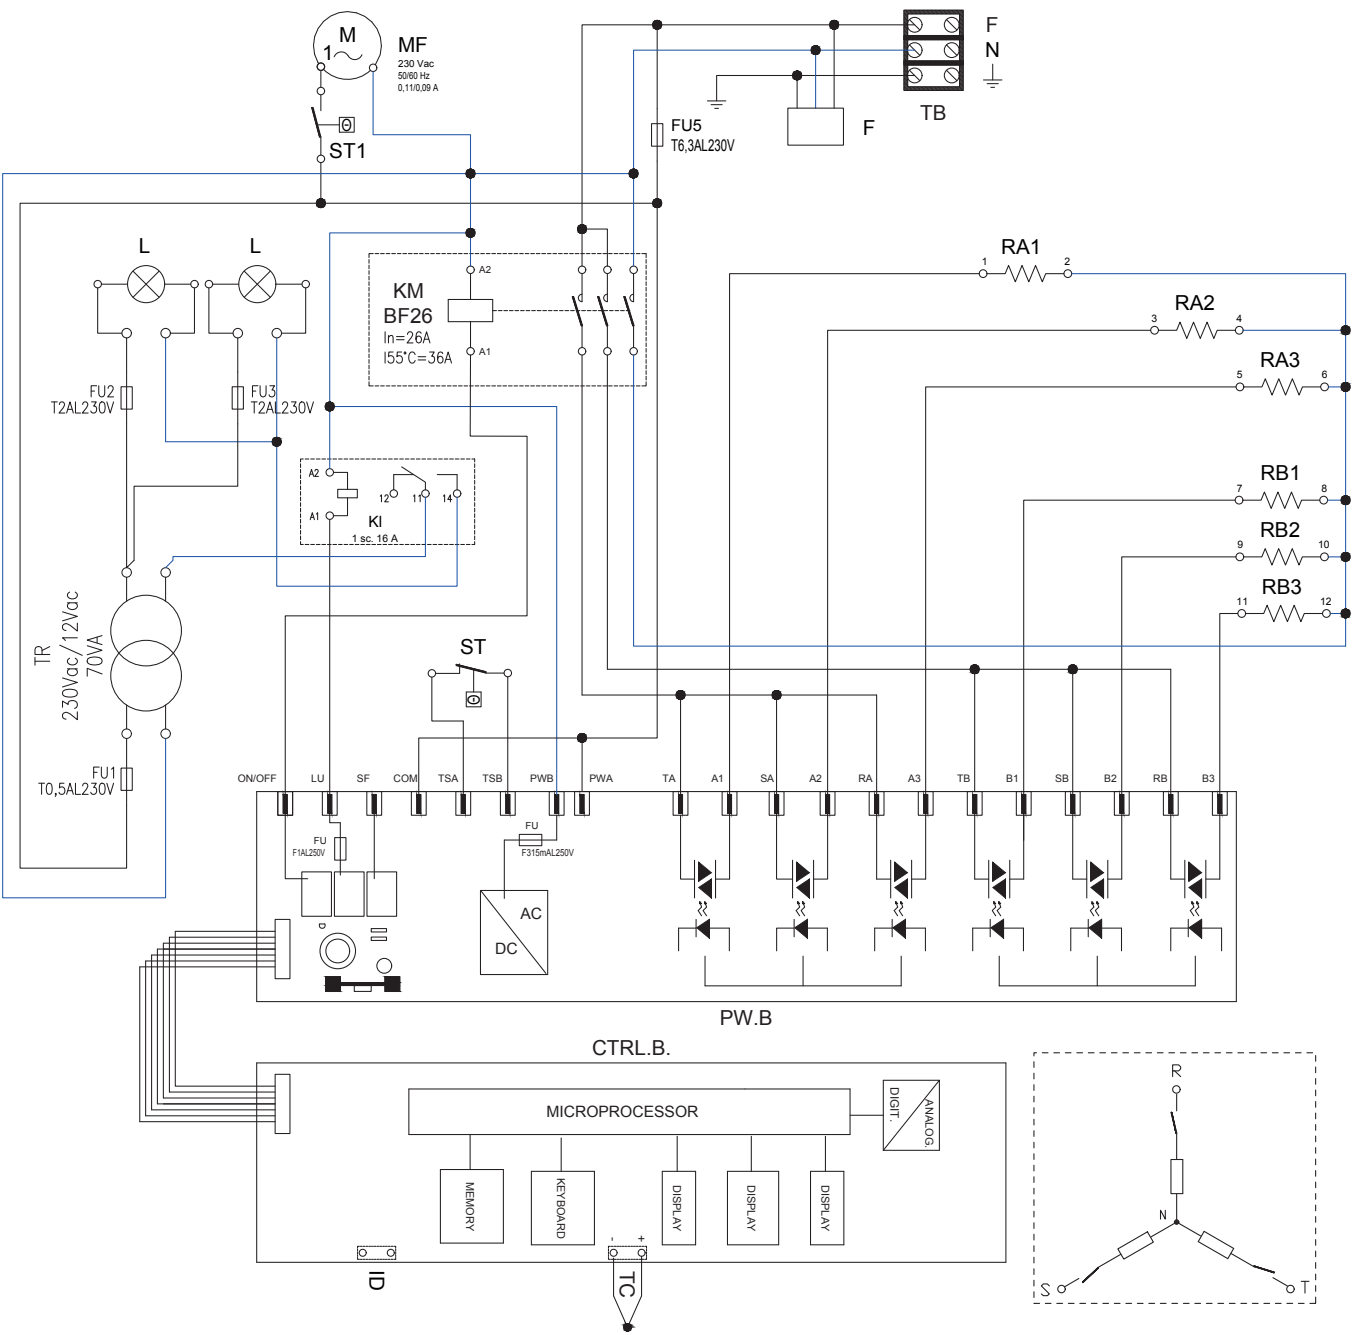 M
1
MF
230 Vac
50/60 Hz
0,11/0,09 A
ST1
F
N
TB
F
FU5
T6,3AL230V
L
L
KM
BF26
In=26A
I55°C=36A
A2
A1
RA1
1
2
RA2
3
4
RA3
5
6
FU2
T2AL230V
FU3
T2AL230V
A2
A1
12
11
14
KI
1 sc. 16 A
RB1
7
8
RB2
9
10
RB3
11
12
TR
230Vac/12Vac
70VA
ST
FU1
T0,5AL230V
ON/OFF
LU
SF
COM
TSA
TSB
PWB
PWA
TA
A1
SA
A2
RA
A3
TB
B1
SB
B2
RB
B3
FU
F1AL250V
FU
F315mAL250V
AC
DC
D
PW.B
CTRL.B.
MICROPROCESSOR
DIGIT.
ANALOG.
MEMORY
KEYBOARD
DISPLAY
DISPLAY
DISPLAY
ID
- +
TC
R
N
S
T